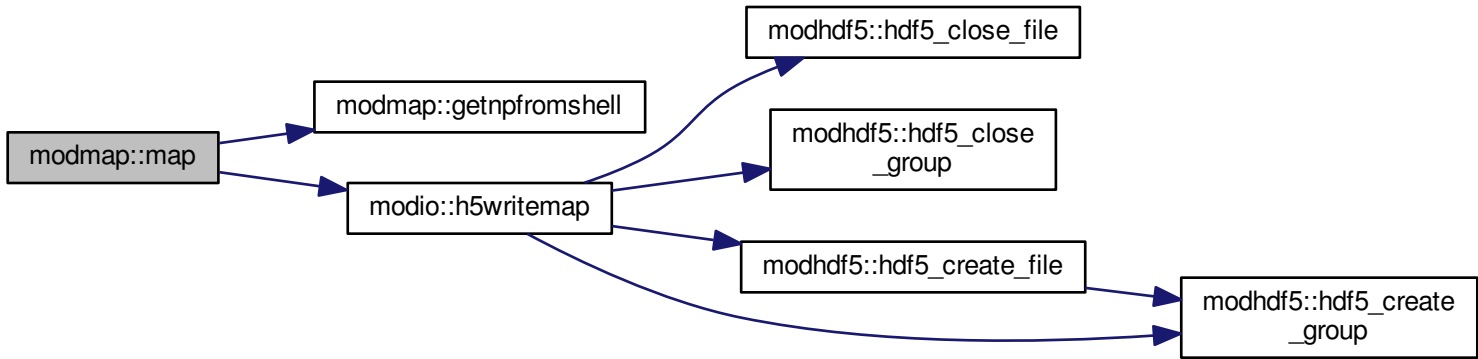 modmap::map
modmap::getnpfromshell
modio::h5writemap
modhdf5::hdf5_close_file
modhdf5::hdf5_close
_group
modhdf5::hdf5_create_file
modhdf5::hdf5_create
_group